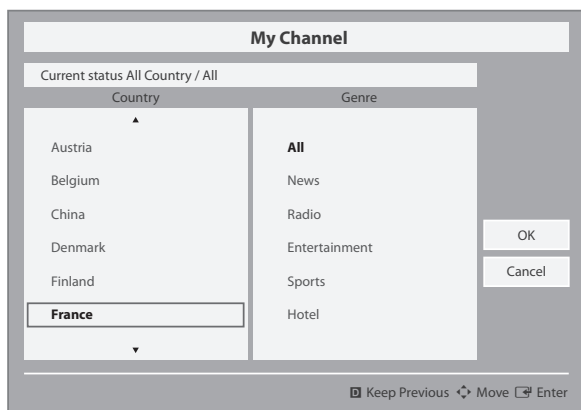 My Channel
Current status All Country / All
Country
Genre
Austria
Belgium
China
Denmark
Finland
France
All
News
Radio
Entertainment
Sports
Hotel
OK
Cancel
D Keep Previous Move Enter